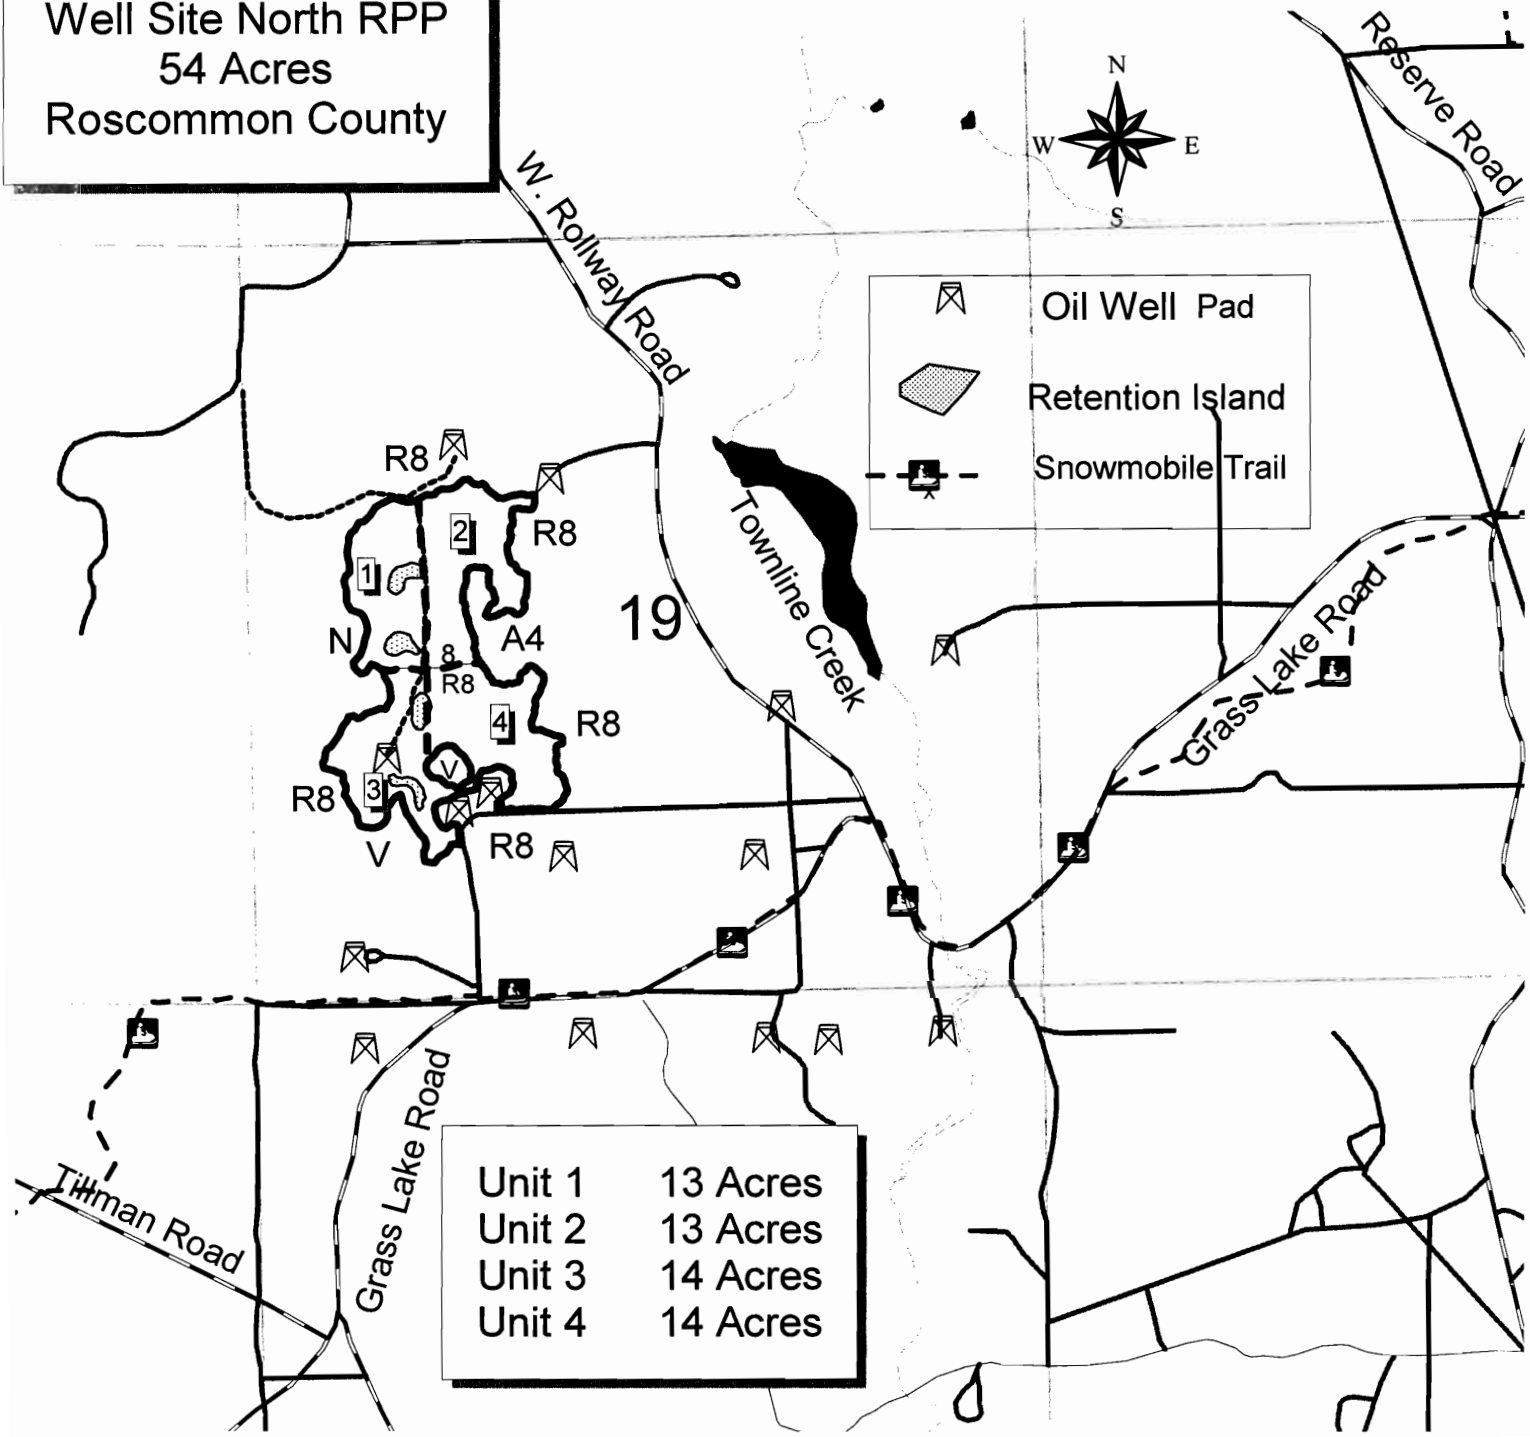 Well Site North RPP
54 Acres
Roscommon County
N
W E
S
Reserve Road
W. Rollway Road
Oil Well Pad
Retention Island
Snowmobile Trail
x
R8
2
R8
1
Townline Creek
19
N
A4
8
R8
4
R8
Grass Lake Road
V
R8
3
V
R8
Grass Lake Road
Tillman Road
Unit 1 13 Acres
Unit 2 13 Acres
Unit 3 14 Acres
Unit 4 14 Acres